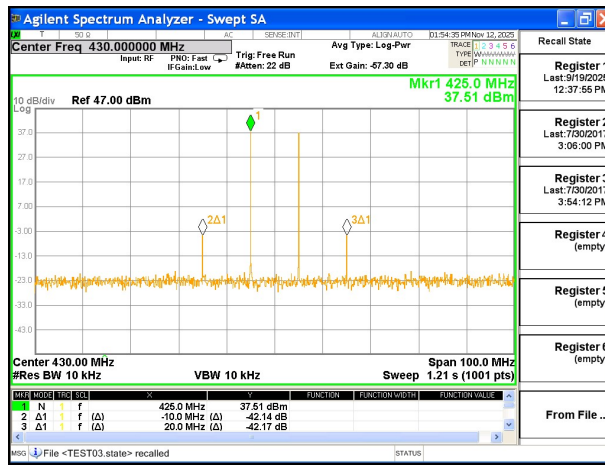 Agilent Spectrum Analyzer - Swept SA
T 50 Ω AC SENSE:INT ALIGNAUTO 01:54:35 PM Nov 12, 2025
Center Freq 430.000000 MHz
Input: RF PNO: Fast IFGain:Low
Trig: Free Run
#Atten: 22 dB
Avg Type: Log-Pwr
Ext Gain: -67.30 dB
TRACE 1 2 3 4 5 6
TYPE
DET P N N N N N
Mkr1 425.0 MHz
37.51 dBm
10 dB/div Ref 47.00 dBm
Log
37.0
27.0
17.0
7.00
-3.00
-13.0
-23.0
-33.0
-43.0
1
2Δ1
3Δ1
Center 430.00 MHz Span 100.0 MHz
#Res BW 10 kHz VBW 10 kHz Sweep 1.21 s (1001 pts)
MKR MODE TRC SCL X Y FUNCTION FUNCTION WIDTH FUNCTION VALUE
1 N 1 f 425.0 MHz 37.51 dBm
2 Δ1 1 f (Δ) -10.0 MHz (Δ) -42.14 dB
3 Δ1 1 f (Δ) 20.0 MHz (Δ) -42.17 dB
MSG File <TEST03.state> recalled STATUS
Recall State
Register 1
Last:9/19/2025
12:37:55 PM
Register 2
Last:7/30/2017
3:06:00 PM
Register 3
Last:7/30/2017
3:54:12 PM
Register 4
(empty
Register 5
(empty
Register 6
(empty
From File ..